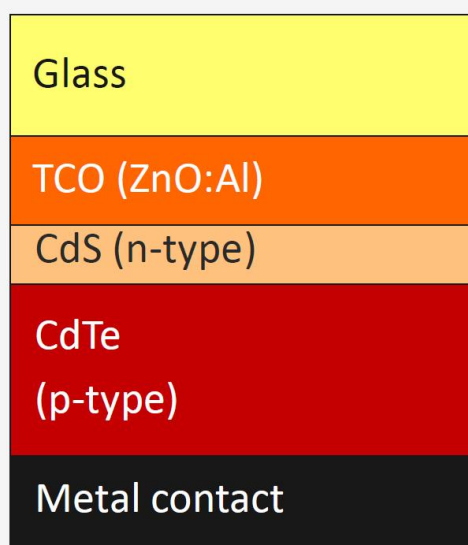 Glass
TCO (ZnO:Al)
CdS (n-type)
CdTe
(p-type)
Metal contact